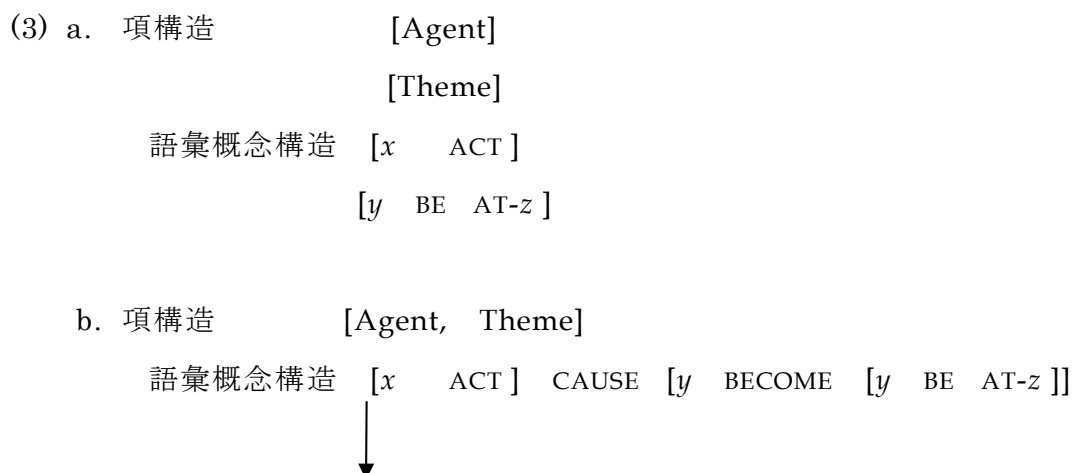 (3) a. 項構造 [Agent]
[Theme]
語彙概念構造 [x ACT ]
[y BE AT-z ]
b. 項構造 [Agent, Theme]
語彙概念構造 [x ACT ] CAUSE [y BECOME [y BE AT-z ]]